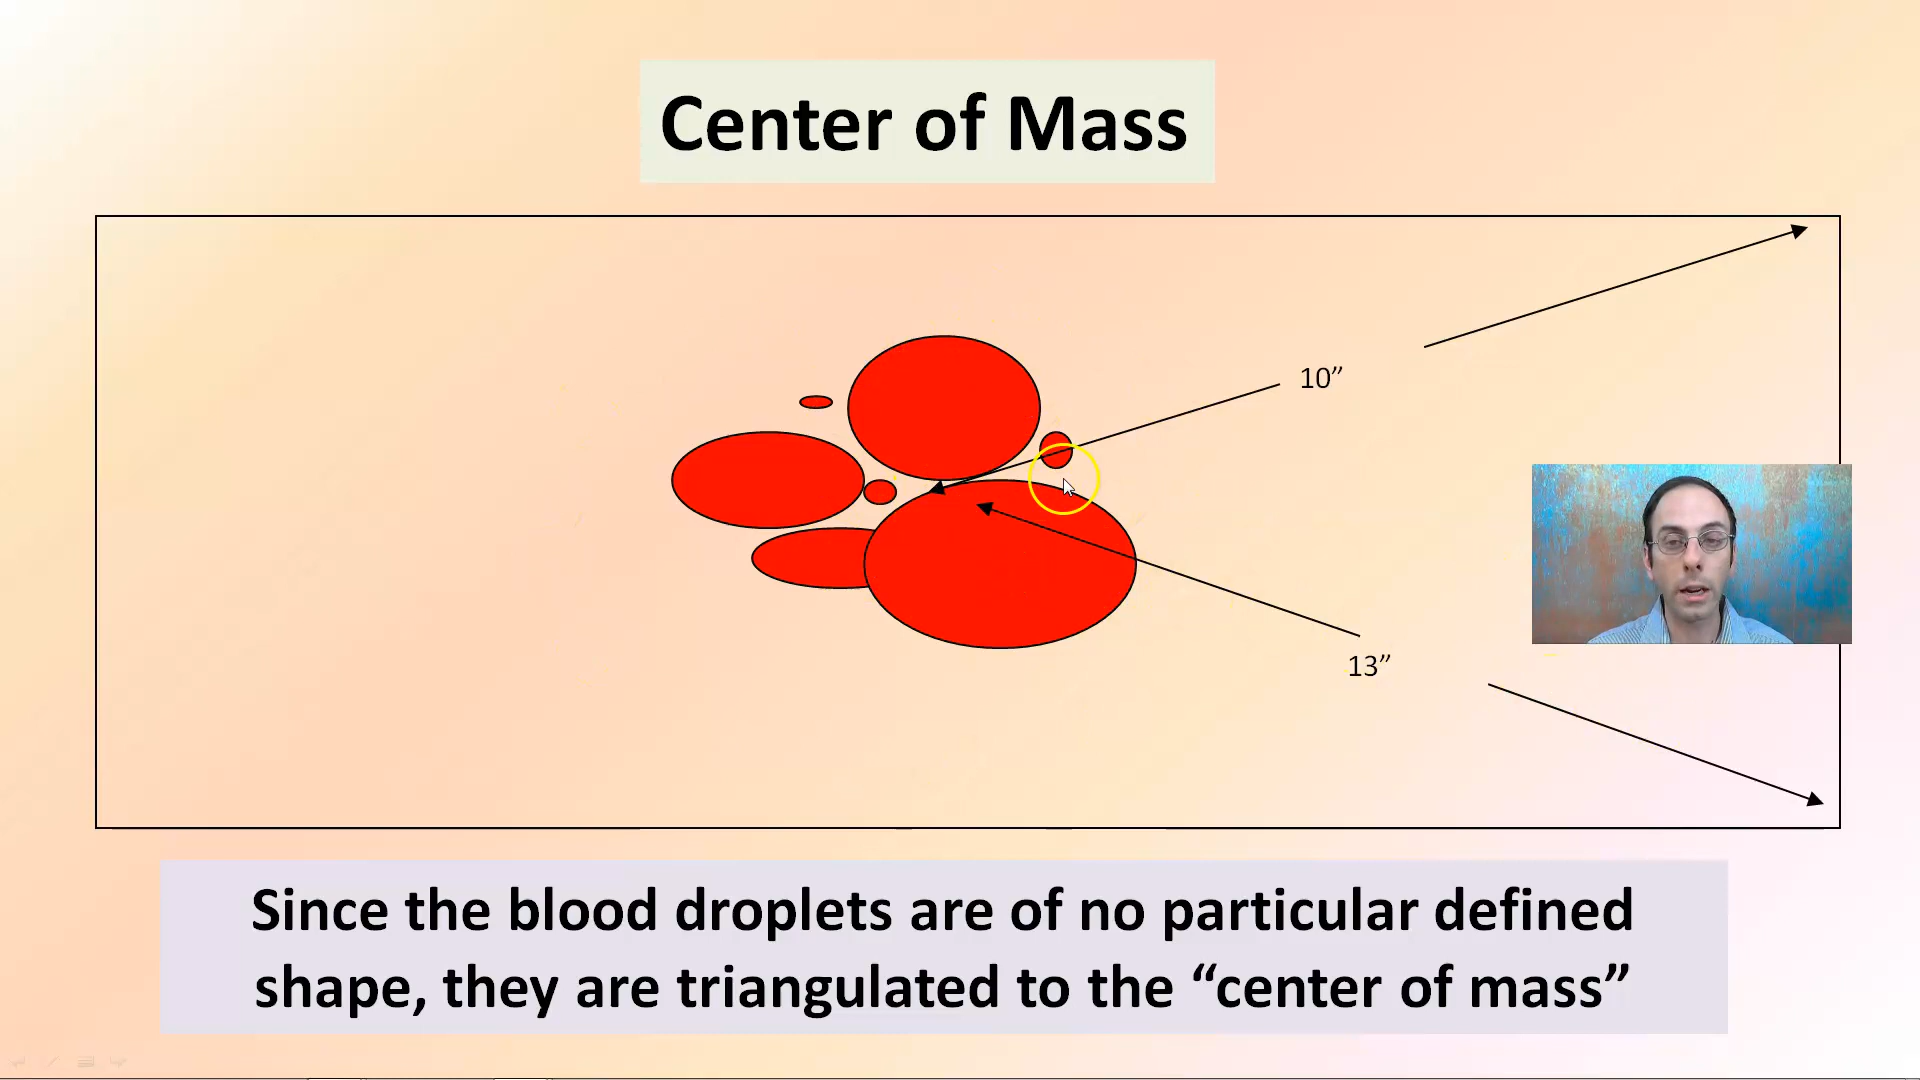 Center of Mass
10”
13”
Since the blood droplets are of no particular defined
shape, they are triangulated to the “center of mass”